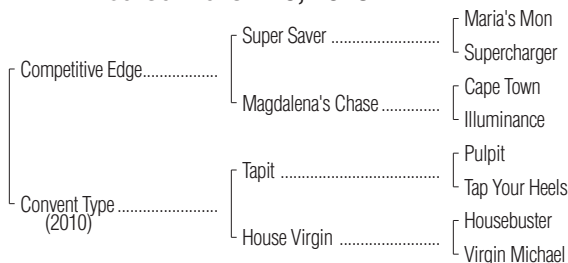 Maria's Mon
Super Saver
Supercharger
Competitive Edge
Cape Town
Magdalena's Chase
Illuminance
Pulpit
Tapit
Tap Your Heels
Convent Type
(2010)
Housebuster
House Virgin
Virgin Michael